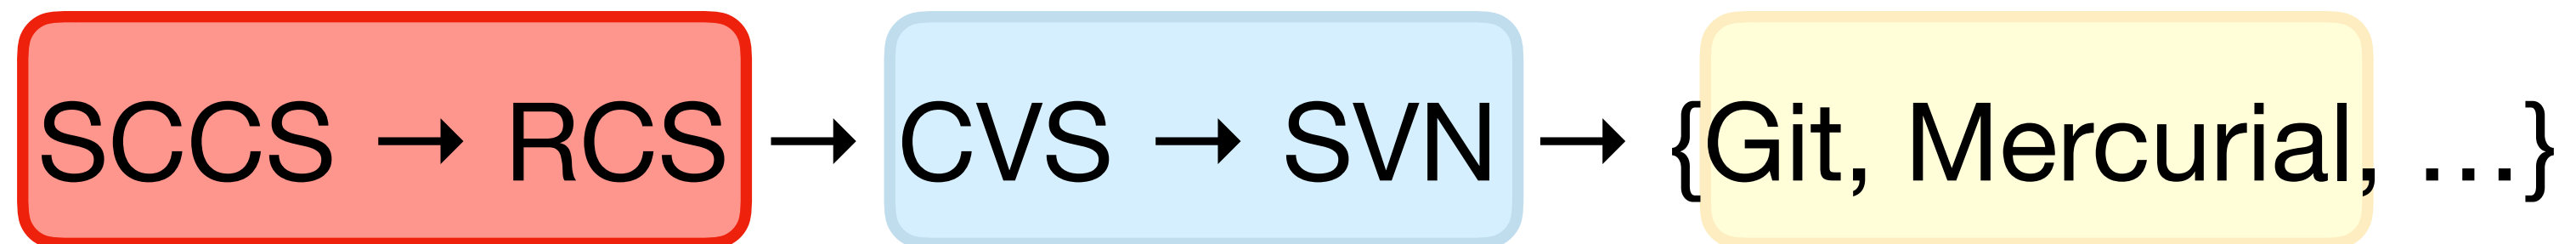 SCCS → RCS → CVS → SVN → {Git, Mercurial, …}